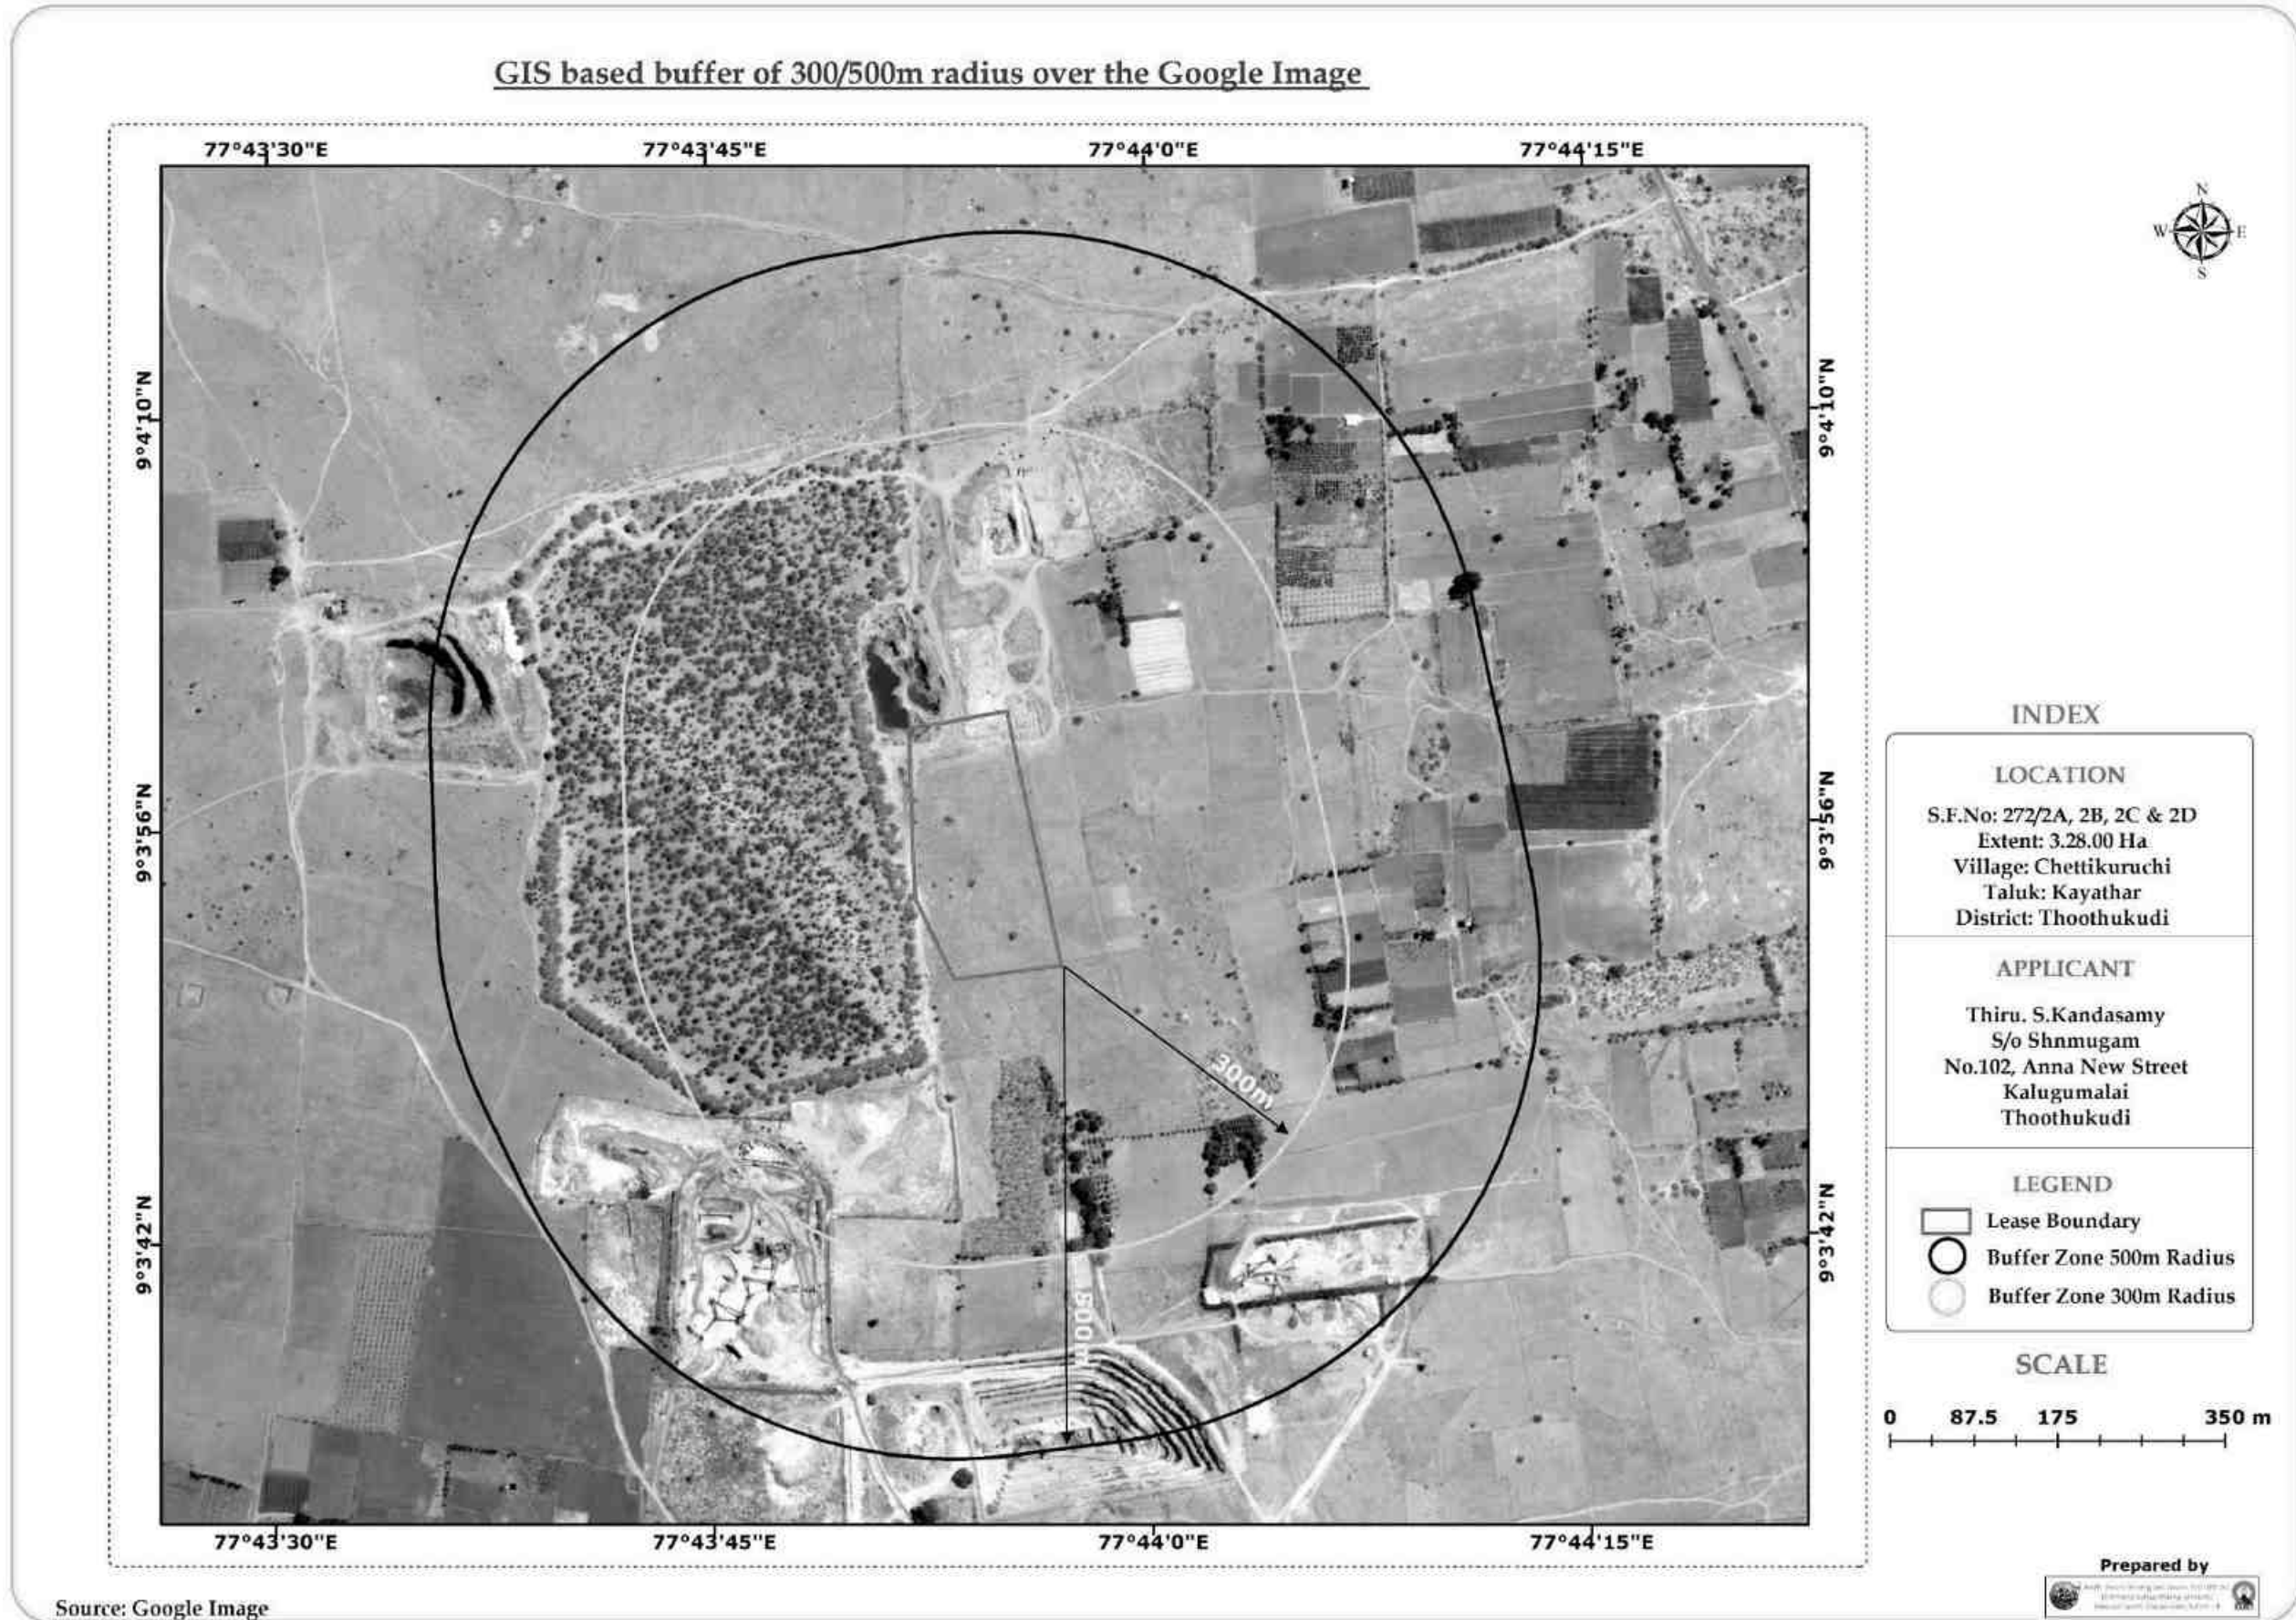 GIS based buffer of 300/500m radius over the Google Image
77°43'30"E 77°43'45"E 77°44'0"E 77°44'15"E
N
W E
S
9°4'10"N 9°4'10"N
9°3'56"N 9°3'56"N
9°3'42"N 9°3'42"N
300m
500m
77°43'30"E 77°43'45"E 77°44'0"E 77°44'15"E
INDEX
LOCATION
S.F.No: 272/2A, 2B, 2C & 2D
Extent: 3.28.00 Ha
Village: Chettikuruchi
Taluk: Kayathar
District: Thoothukudi
APPLICANT
Thiru. S.Kandasamy
S/o Shnmugam
No.102, Anna New Street
Kalugumalai
Thoothukudi
LEGEND
Lease Boundary
Buffer Zone 500m Radius
Buffer Zone 300m Radius
SCALE
0 87.5 175 350 m
Prepared by
Source: Google Image